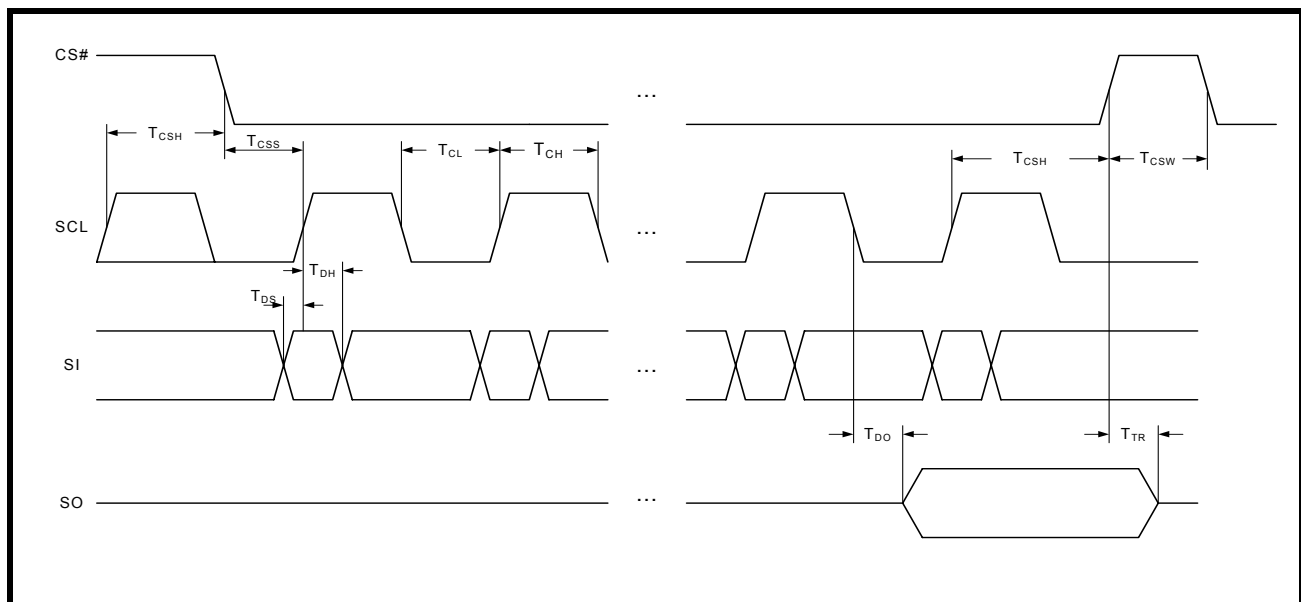 CS#
...
TCSH
TCSS
TCL
TCH
TCSH
TCSW
SCL
...
TDH
TDS
SI
...
TDO
TTR
SO
...